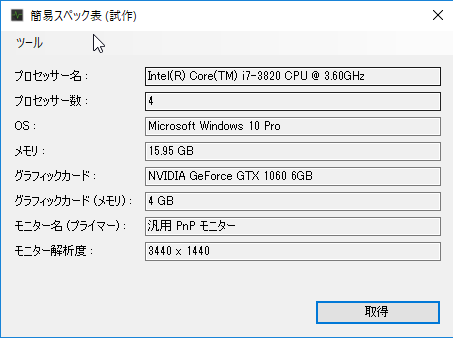 簡易スペック表 (試作)
ツール
プロセッサー名 : Intel(R) Core(TM) i7-3820 CPU @ 3.60GHz
プロセッサー数 : 4
OS : Microsoft Windows 10 Pro
メモリ : 15.95 GB
グラフィックカード : NVIDIA GeForce GTX 1060 6GB
グラフィックカード (メモリ) : 4 GB
モニター名 (プライマー) : 汎用 PnP モニター
モニター解析度 : 3440 x 1440
取得